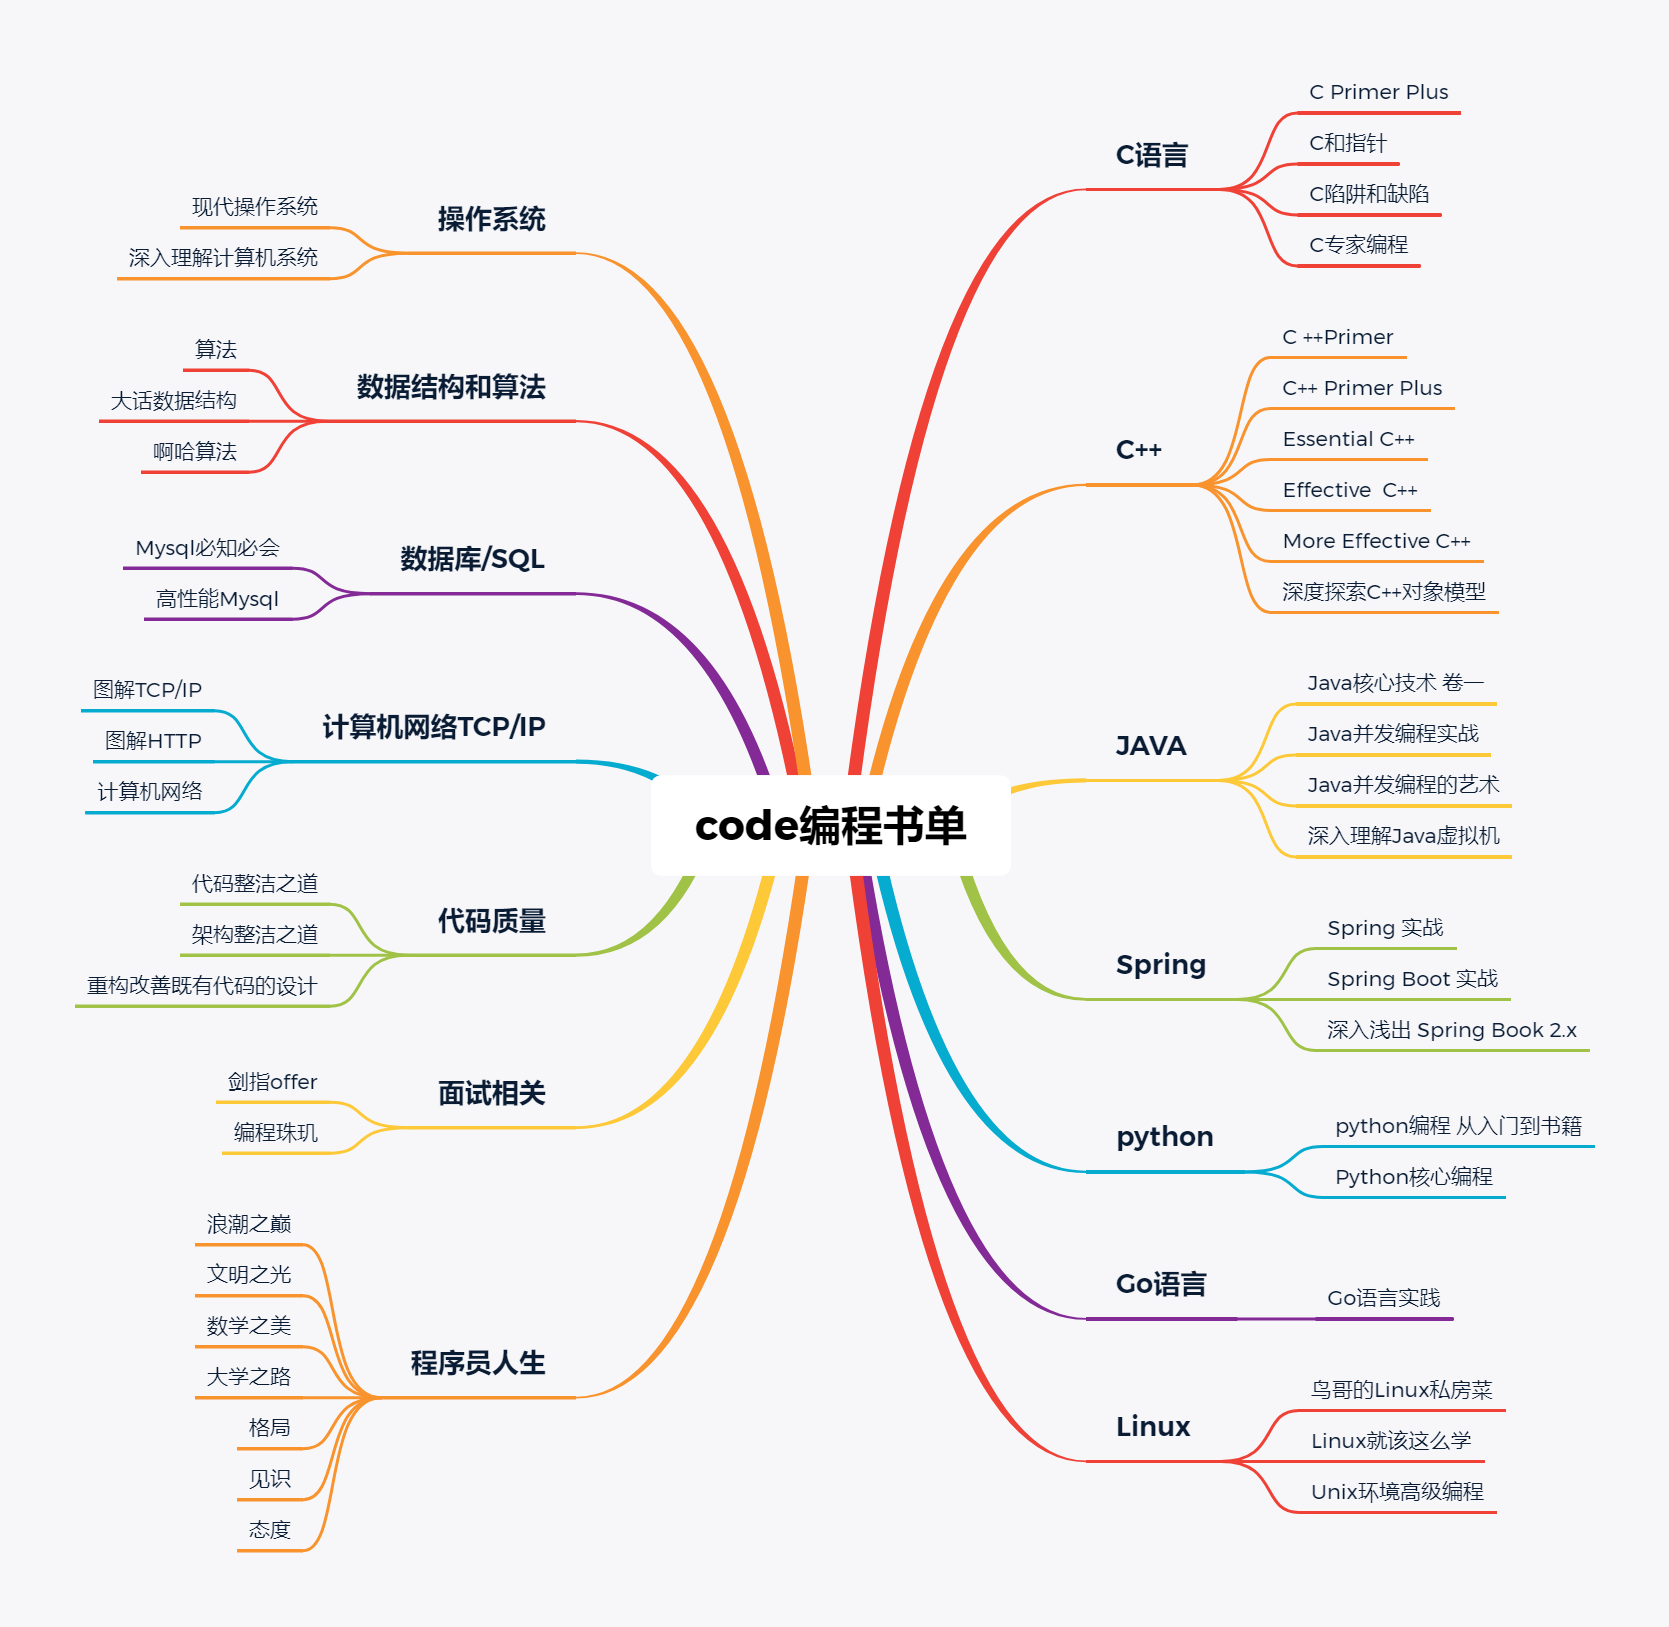 code编程书单
C语言
C Primer Plus
C和指针
C陷阱和缺陷
C专家编程
C++
C ++Primer
C++ Primer Plus
Essential C++
Effective  C++
More Effective C++
深度探索C++对象模型
JAVA
Java核心技术 卷一
Java并发编程实战
Java并发编程的艺术
深入理解Java虚拟机
Spring
Spring 实战
Spring Boot 实战
深入浅出 Spring Book 2.x
python
python编程 从入门到书籍
Python核心编程
Go语言
Go语言实践
Linux
鸟哥的Linux私房菜
Linux就该这么学
Unix环境高级编程
操作系统
现代操作系统
深入理解计算机系统
数据结构和算法
算法
大话数据结构
啊哈算法
数据库/SQL
Mysql必知必会
高性能Mysql
计算机网络TCP/IP
图解TCP/IP
图解HTTP
计算机网络
代码质量
代码整洁之道
架构整洁之道
重构改善既有代码的设计
面试相关
剑指offer
编程珠玑
程序员人生
浪潮之巅
文明之光
数学之美
大学之路
格局
见识
态度